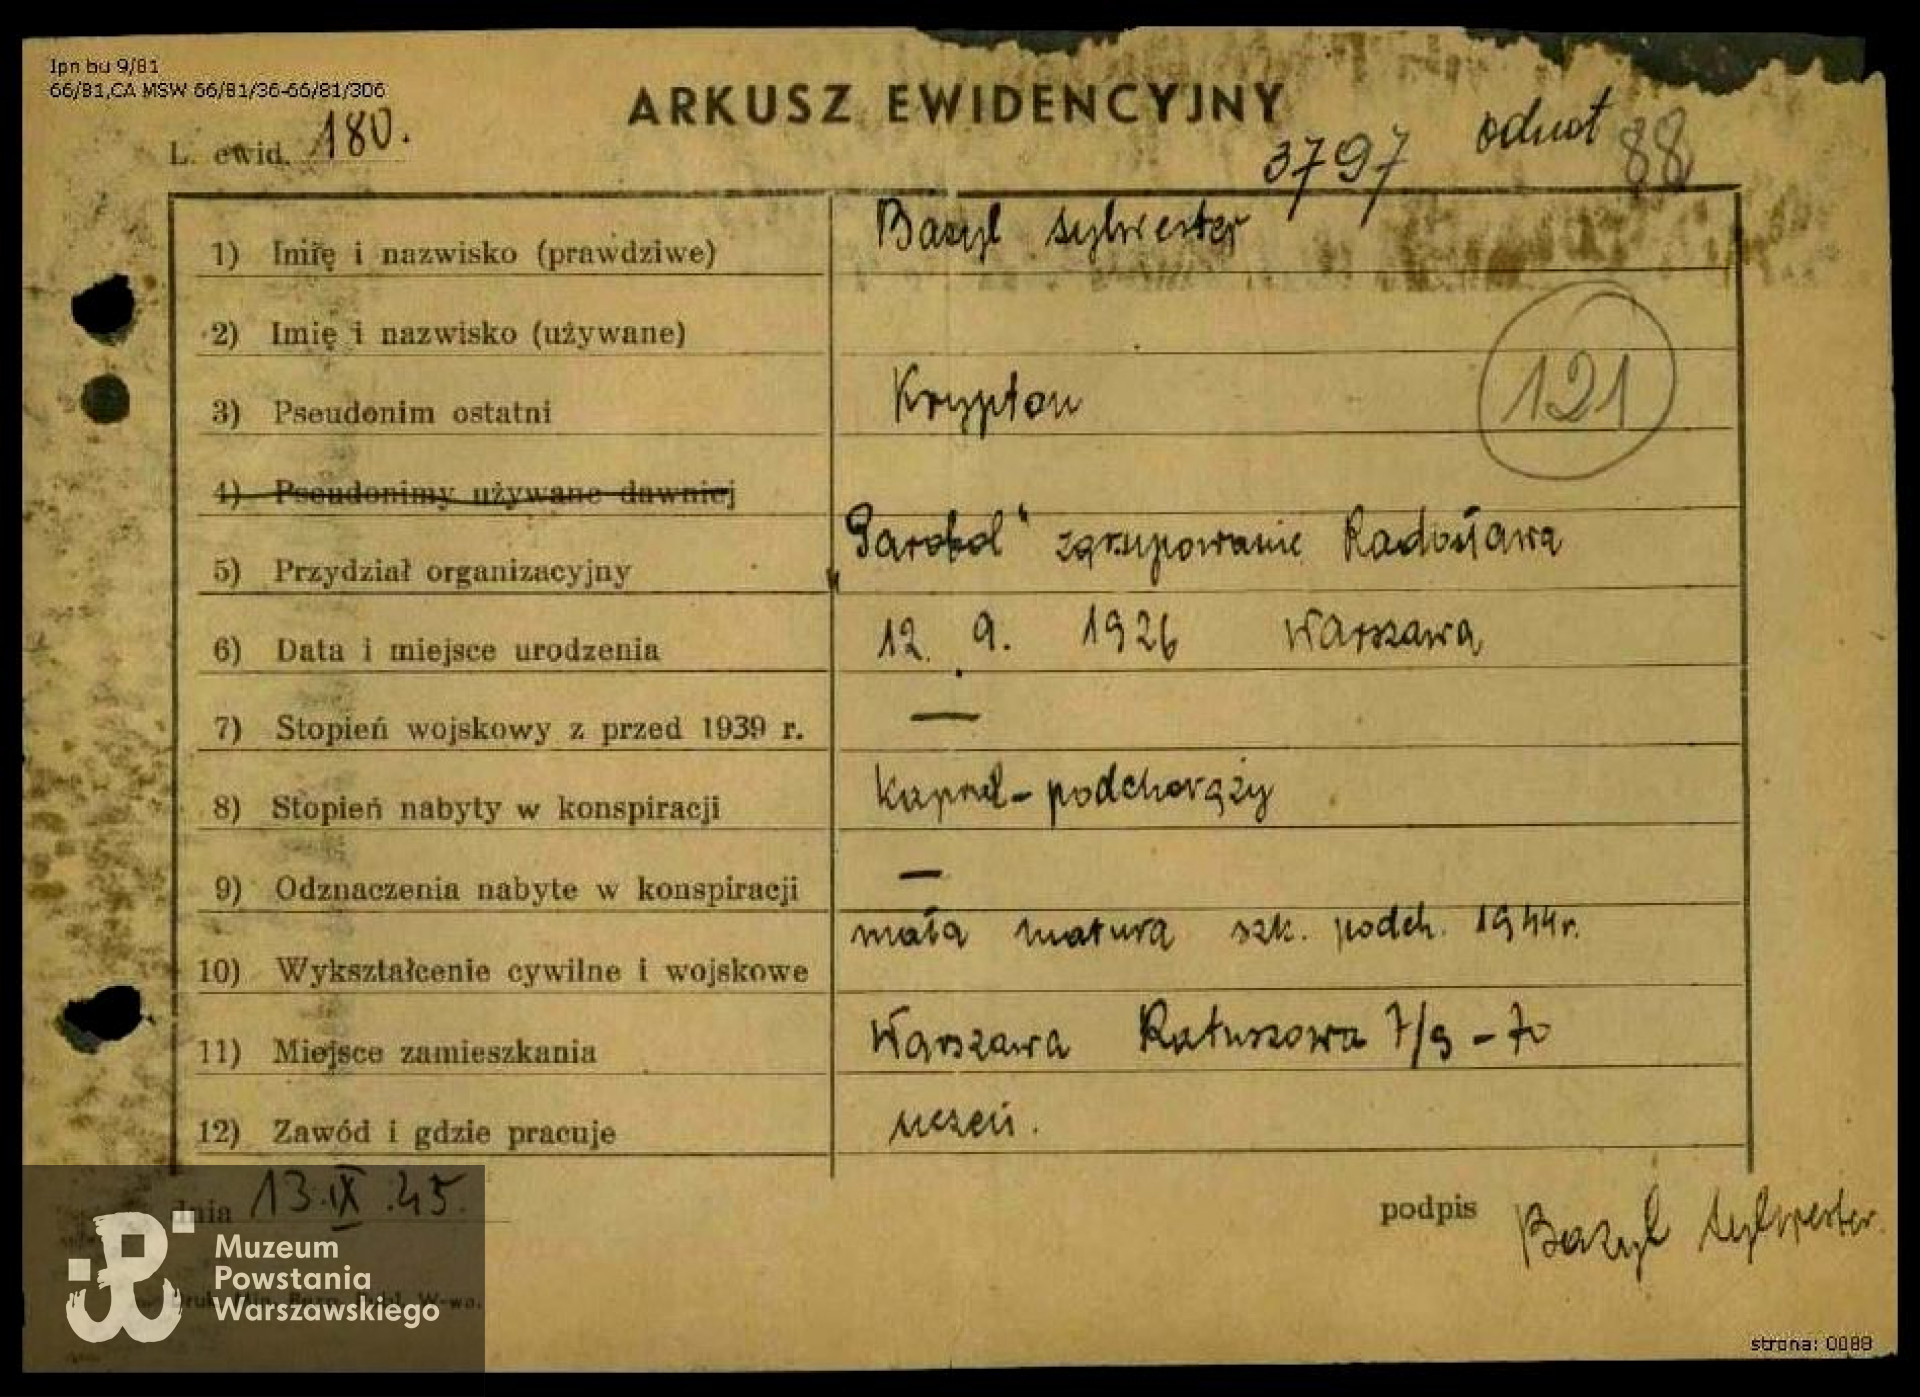 Ipn bu 9/81
66/81,CA MSW 66/81/36-66/81/306
ARKUSZ EWIDENCYJNY
L. ewid. 180.
3797 odnot 88
1) Imię i nazwisko (prawdziwe) Bazyl Sylwester
2) Imię i nazwisko (używane)
121
3) Pseudonim ostatni Krypton
4) Pseudonimy używane dawniej
5) Przydział organizacyjny "Parasol" zgrupowanie Radosława
6) Data i miejsce urodzenia 12. 9. 1926 Warszawa
7) Stopień wojskowy z przed 1939 r. —
8) Stopień nabyty w konspiracji Kapral-podchorąży
9) Odznaczenia nabyte w konspiracji —
10) Wykształcenie cywilne i wojskowe mała matura szk. podch. 1944r.
11) Miejsce zamieszkania Warszawa Ratuszowa 7/9 - 70
12) Zawód i gdzie pracuje uczeń.
dnia 13.IX.45.
podpis Bazyl Sylwester.
Muzeum
Powstania
Warszawskiego
strona: 0088